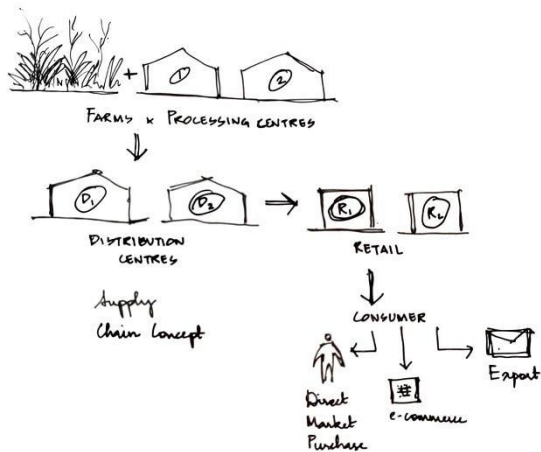 + 1 2
FARMS x PROCESSING CENTRES
D1 D2 R1 R2
DISTRIBUTION
CENTRES
RETAIL
Supply
Chain Concept
CONSUMER
Direct
Market
Purchase
#
e-commerce
Export